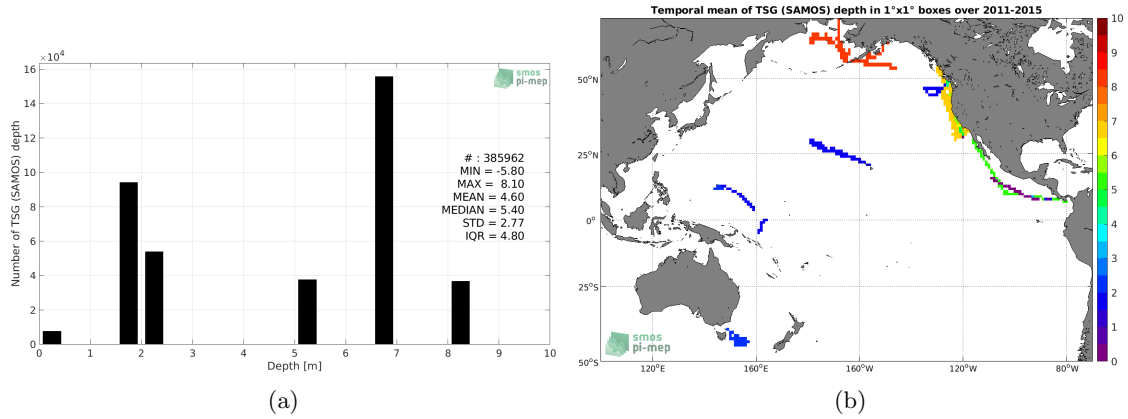 ×10⁴
16
14
12
10
8
6
4
2
0
Number of TSG (SAMOS) depth
smos
pi-mep
# : 385962
MIN = -5.80
MAX = 8.10
MEAN = 4.60
MEDIAN = 5.40
STD = 2.77
IQR = 4.80
0 1 2 3 4 5 6 7 8 9 10
Depth [m]
(a)
Temporal mean of TSG (SAMOS) depth in 1°x1° boxes over 2011-2015
50°N
25°N
0°
25°S
50°S
smos
pi-mep
120°E 160°E 160°W 120°W 80°W
10
9
8
7
6
5
4
3
2
1
0
(b)